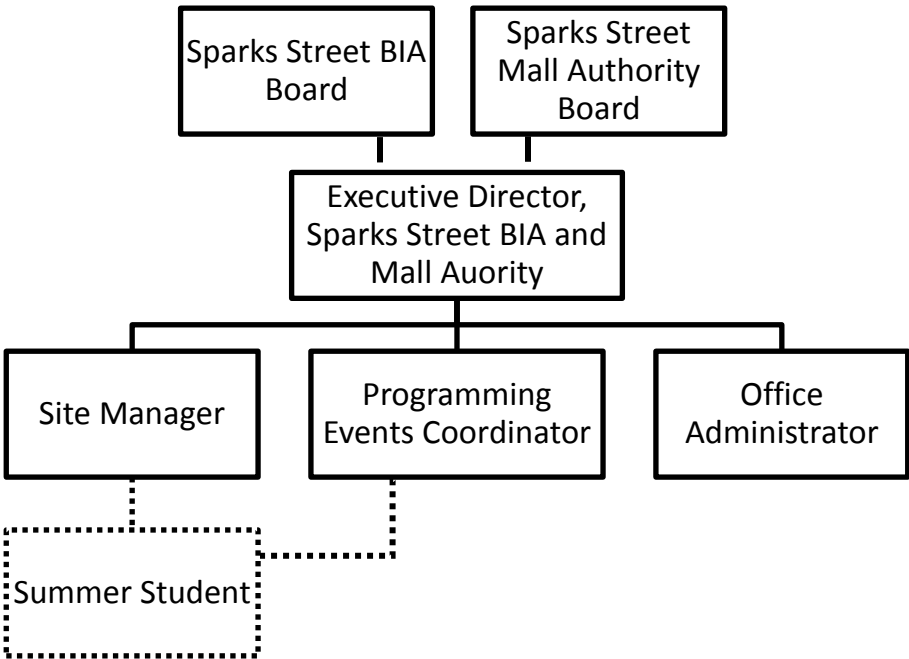 Sparks Street BIA
Board
Sparks Street
Mall Authority
Board
Executive Director,
Sparks Street BIA and
Mall Auority
Site Manager
Programming
Events Coordinator
Office
Administrator
Summer Student